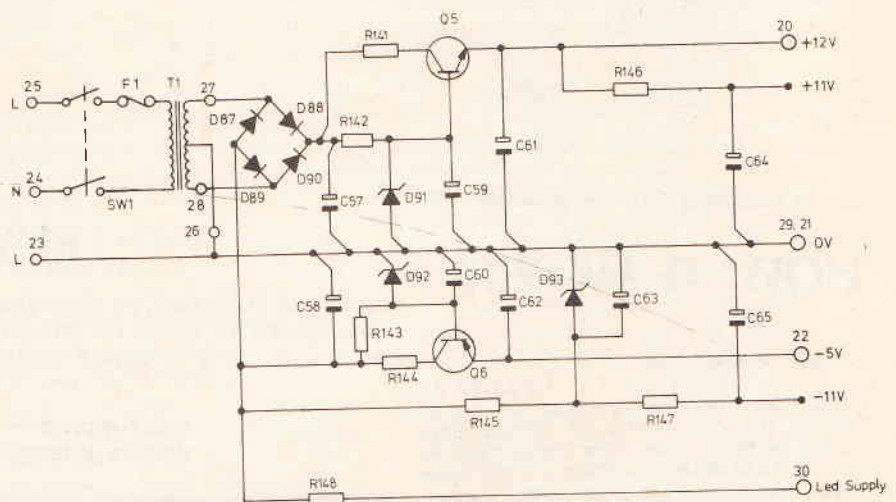 Q5
20
+12V
R141
25
L
F1
T1
27
R146
+11V
D87
D88
R142
C61
C64
24
N
SW1
D89
D90
28
C57
D91
C59
26
23
L
29, 21
0V
D92
C60
D93
C58
C62
C63
C65
R143
22
-5V
R144
Q6
-11V
R145
R147
R148
30
Led Supply